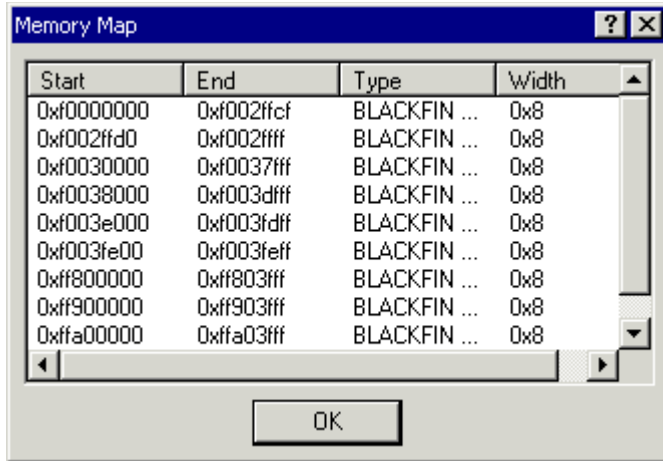 Memory Map
Start End Type Width
0xf0000000 0xf002ffcf BLACKFIN ... 0x8
0xf002ffd0 0xf002ffff BLACKFIN ... 0x8
0xf0030000 0xf0037fff BLACKFIN ... 0x8
0xf0038000 0xf003dfff BLACKFIN ... 0x8
0xf003e000 0xf003fdff BLACKFIN ... 0x8
0xf003fe00 0xf003feff BLACKFIN ... 0x8
0xff800000 0xff803fff BLACKFIN ... 0x8
0xff900000 0xff903fff BLACKFIN ... 0x8
0xffa00000 0xffa03fff BLACKFIN ... 0x8
OK